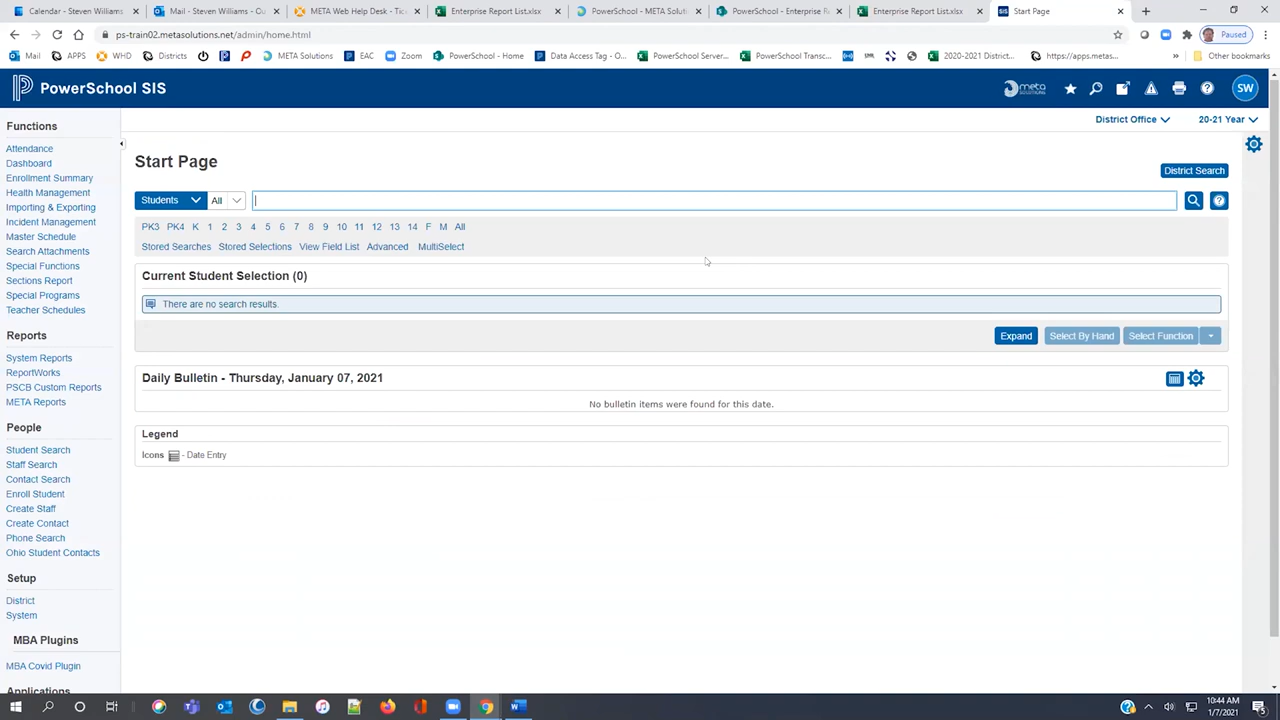 Calendar - Steven Williams - Ou
Mail - Steven Williams - Outlook
META Web Help Desk - Tic
Enterprise Report List.xlsx
PowerSchool - META Soluti
PowerSchool - Enterprise R
Enterprise Report List.xlsx
Start Page
ps-train02.metasolutions.net/admin/home.html
Paused
Mail
APPS
WHD
Districts
META Solutions
EAC
Zoom
PowerSchool - Home
Data Access Tag - O...
PowerSchool Server...
PowerSchool Transc...
2020-2021 District...
https://apps.metas...
»
Other bookmarks
PowerSchool SIS
meta
SOLUTIONS
SW
District Office
20-21 Year
Functions
Attendance
Dashboard
Enrollment Summary
Health Management
Importing & Exporting
Incident Management
Master Schedule
Search Attachments
Special Functions
Sections Report
Special Programs
Teacher Schedules
Reports
System Reports
ReportWorks
PSCB Custom Reports
META Reports
People
Student Search
Staff Search
Contact Search
Enroll Student
Create Staff
Create Contact
Phone Search
Ohio Student Contacts
Setup
District
System
MBA Plugins
MBA Covid Plugin
Applications
Start Page
District Search
Students All
PK3 PK4 K 1 2 3 4 5 6 7 8 9 10 11 12 13 14 F M All
Stored Searches Stored Selections View Field List Advanced MultiSelect
Current Student Selection (0)
There are no search results.
Expand Select By Hand Select Function
Daily Bulletin - Thursday, January 07, 2021
No bulletin items were found for this date.
Legend
Icons - Date Entry
10:44 AM
1/7/2021